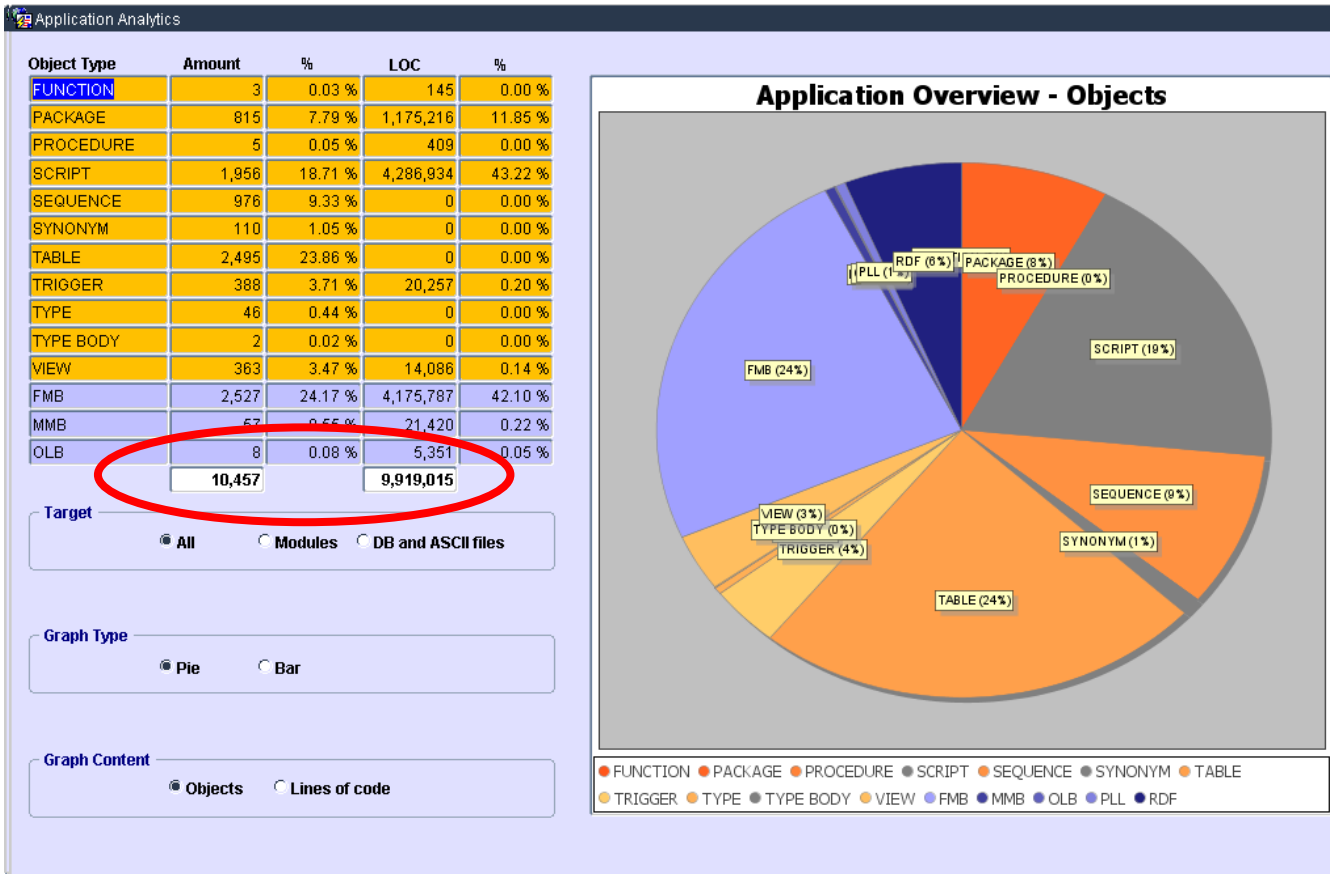 Application Analytics
Object Type Amount % LOC %
FUNCTION 3 0.03 % 145 0.00 %
PACKAGE 815 7.79 % 1,175,216 11.85 %
PROCEDURE 5 0.05 % 409 0.00 %
SCRIPT 1,956 18.71 % 4,286,934 43.22 %
SEQUENCE 976 9.33 % 0 0.00 %
SYNONYM 110 1.05 % 0 0.00 %
TABLE 2,495 23.86 % 0 0.00 %
TRIGGER 388 3.71 % 20,257 0.20 %
TYPE 46 0.44 % 0 0.00 %
TYPE BODY 2 0.02 % 0 0.00 %
VIEW 363 3.47 % 14,086 0.14 %
FMB 2,527 24.17 % 4,175,787 42.10 %
MMB 57 % 21,420 0.22 %
OLB 8 0.08 % 5,351 0.05 %
10,457 9,919,015
Target
All Modules DB and ASCII files
Graph Type
Pie Bar
Graph Content
Objects Lines of code
Application Overview - Objects
RDF (6%)
PACKAGE (8%)
PLL
PROCEDURE (0%)
SCRIPT (19%)
FMB (24%)
SEQUENCE (9%)
VIEW (3%)
TYPE BODY (0%)
SYNONYM (1%)
TRIGGER (4%)
TABLE (24%)
FUNCTION PACKAGE PROCEDURE SCRIPT SEQUENCE SYNONYM TABLE
TRIGGER TYPE TYPE BODY VIEW FMB MMB OLB PLL RDF